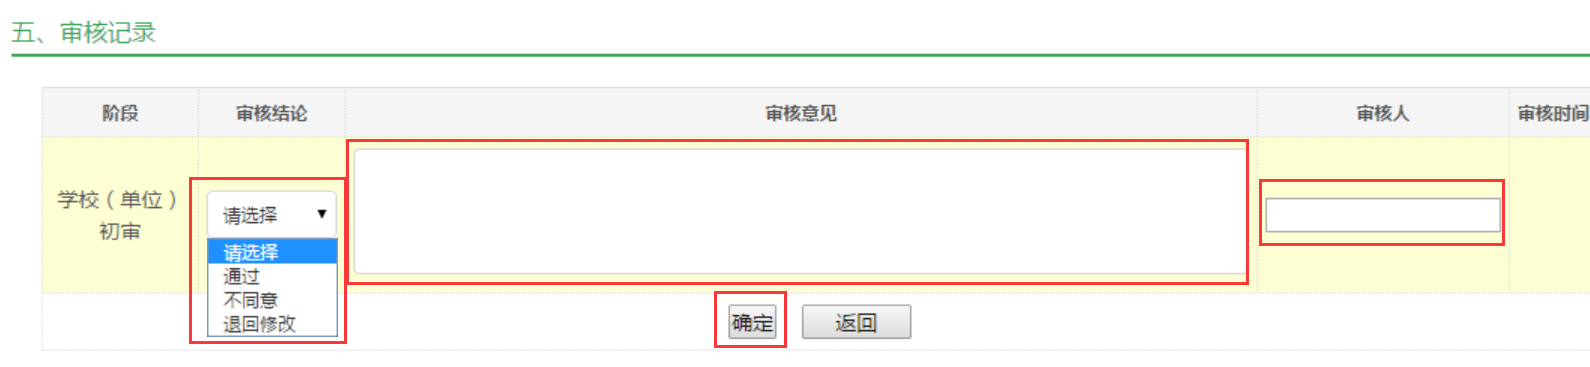 五、审核记录
阶段 审核结论 审核意见 审核人 审核时间
学校（单位）
初审
请选择
请选择
通过
不同意
退回修改
确定 返回